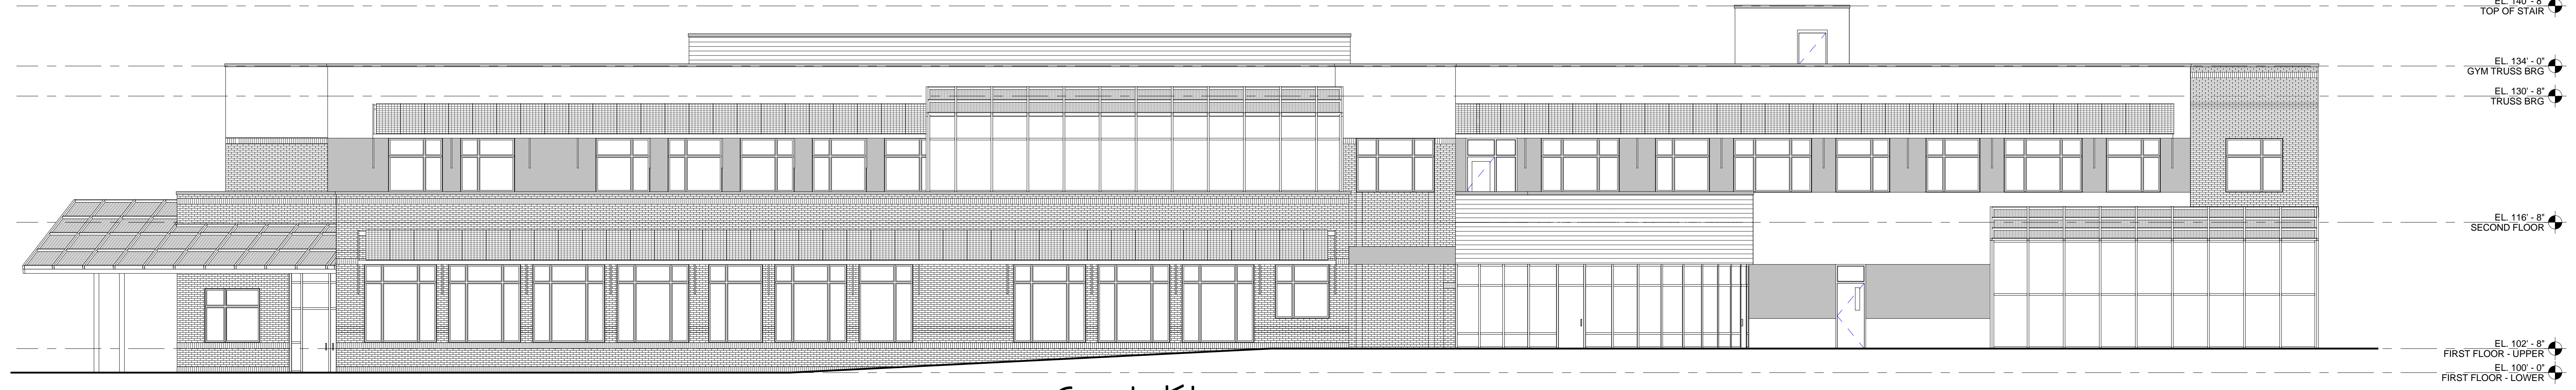 EL. 140' - 8"
TOP OF STAIR
EL. 134' - 0"
GYM TRUSS BRG
EL. 130' - 8"
TRUSS BRG
EL. 116' - 8"
SECOND FLOOR
EL. 102' - 8"
FIRST FLOOR - UPPER
EL. 100' - 0"
FIRST FLOOR - LOWER